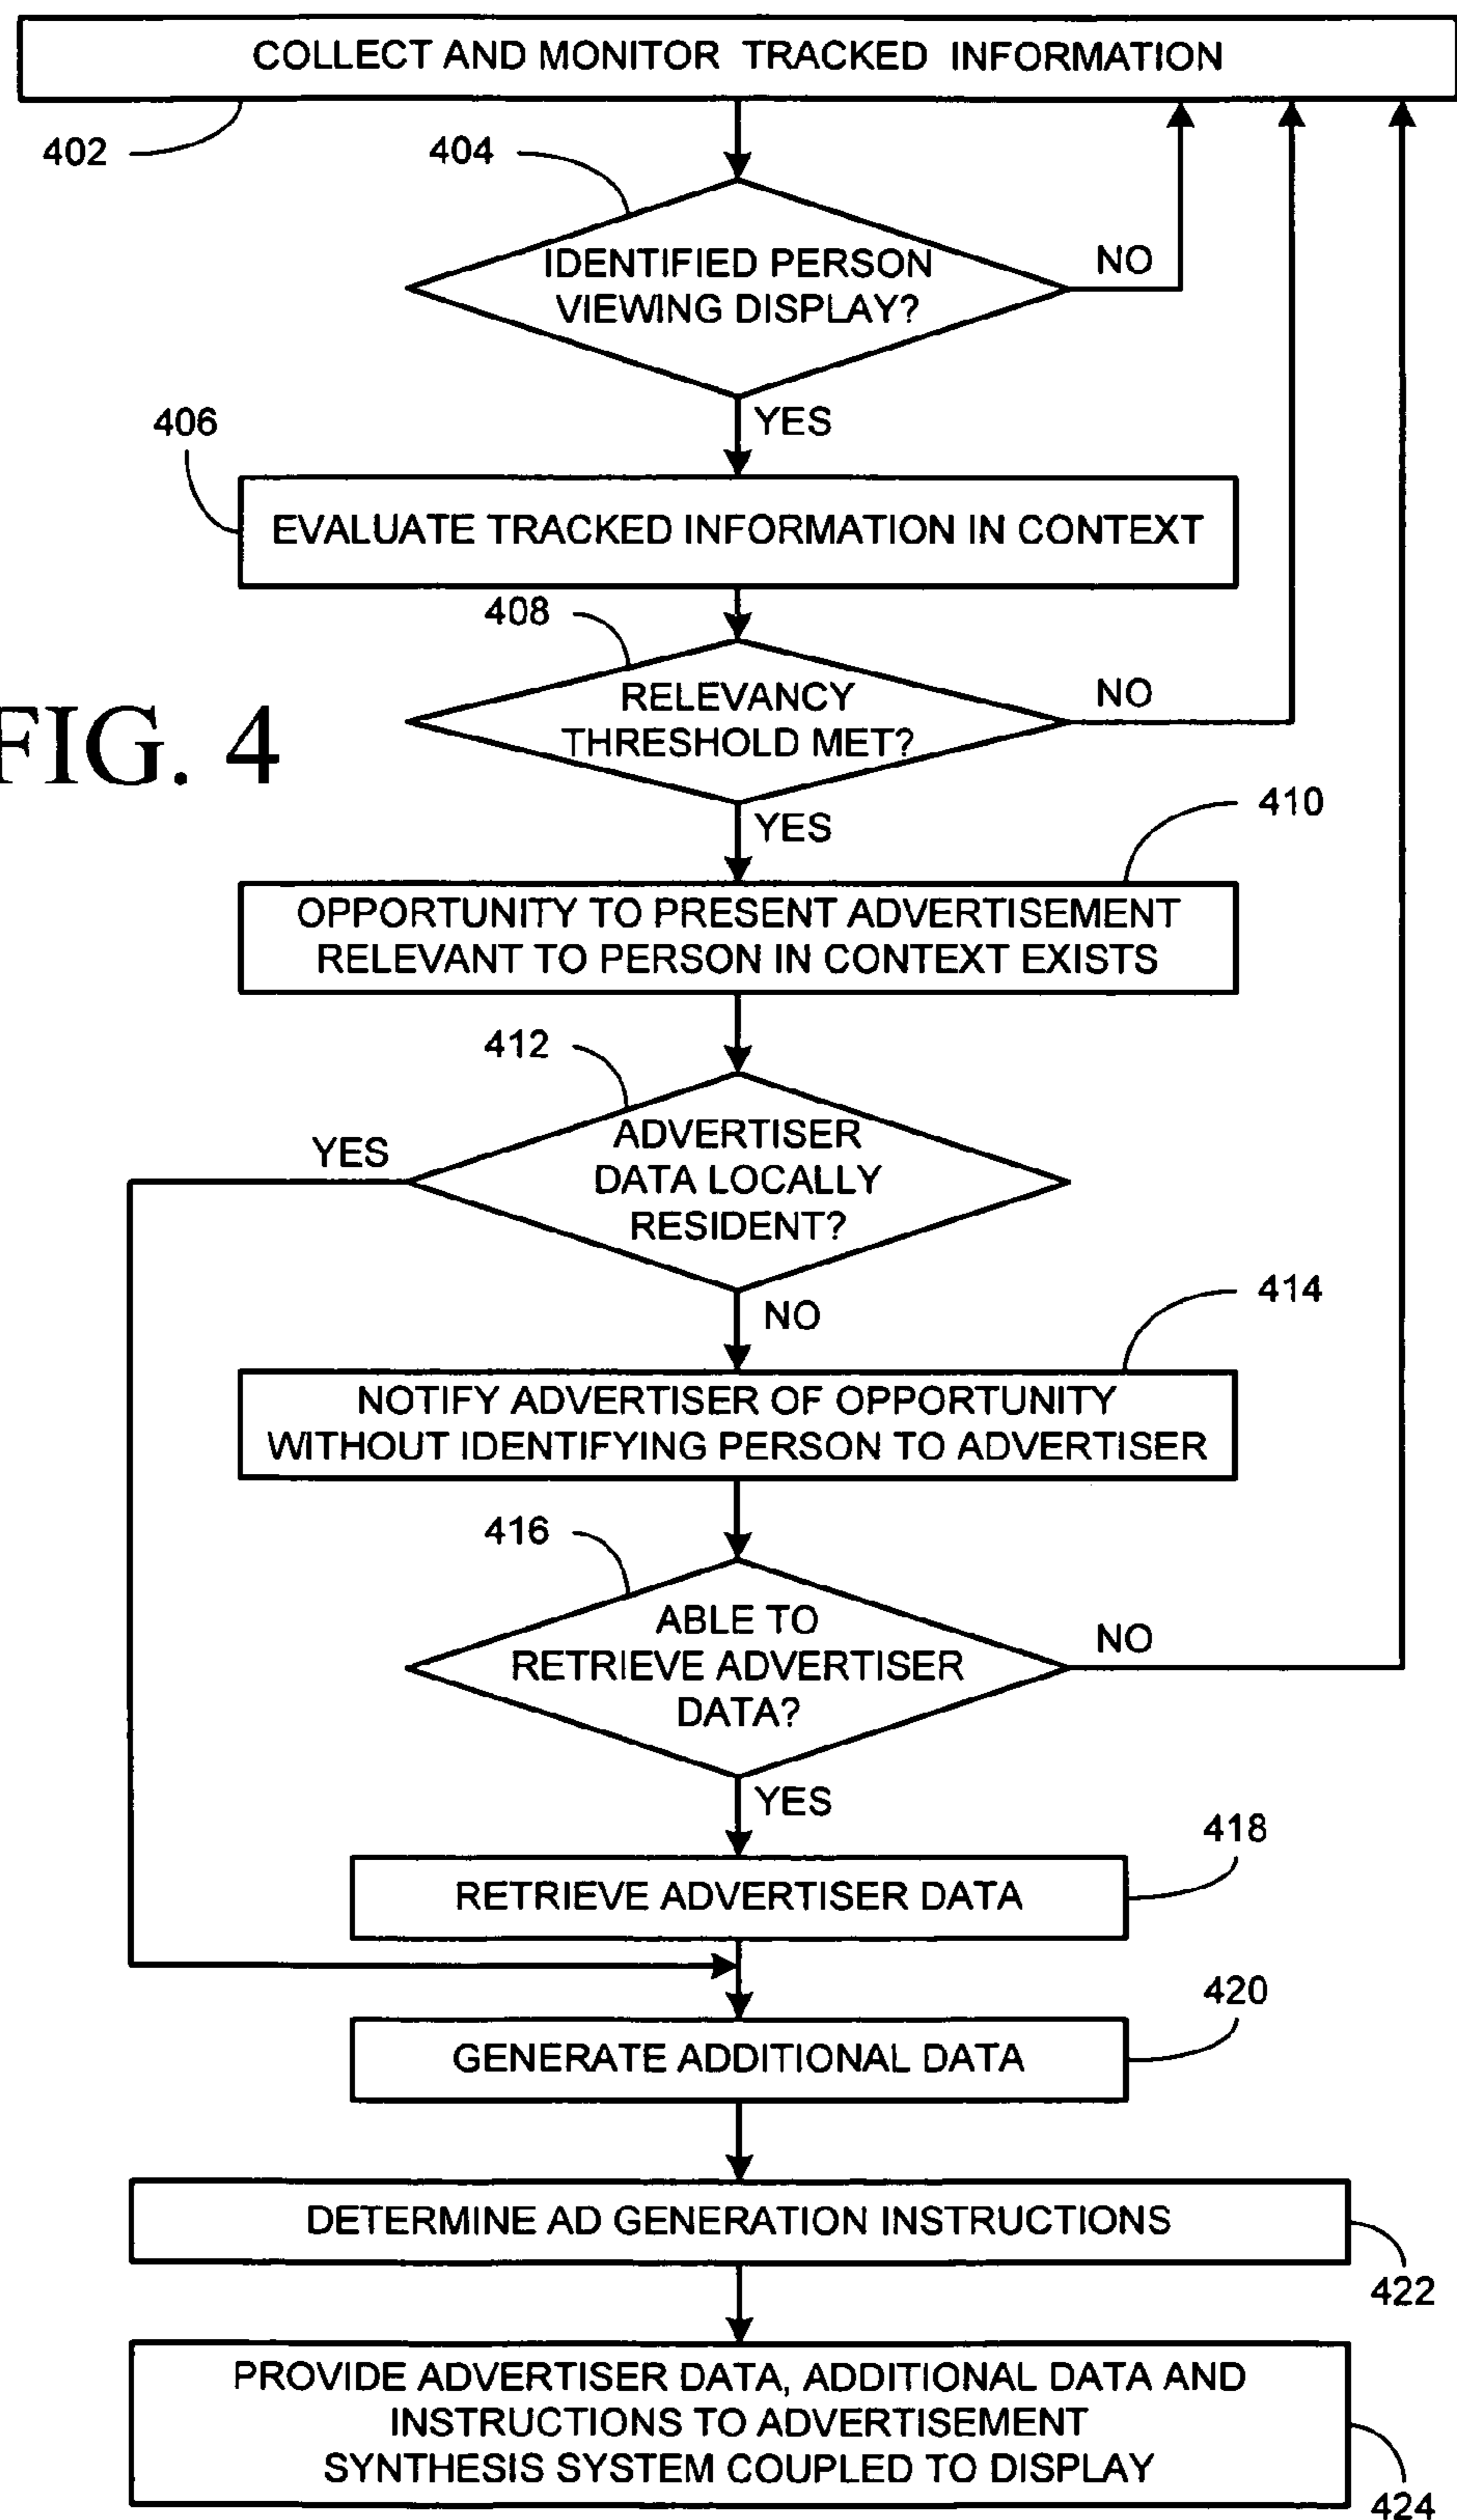 COLLECT AND MONITOR TRACKED INFORMATION
402
404
IDENTIFIED PERSON
VIEWING DISPLAY?
NO
YES
406
EVALUATE TRACKED INFORMATION IN CONTEXT
408
RELEVANCY
THRESHOLD MET?
NO
FIG. 4
YES
410
OPPORTUNITY TO PRESENT ADVERTISEMENT
RELEVANT TO PERSON IN CONTEXT EXISTS
412
ADVERTISER
DATA LOCALLY
RESIDENT?
YES
NO
414
NOTIFY ADVERTISER OF OPPORTUNITY
WITHOUT IDENTIFYING PERSON TO ADVERTISER
416
ABLE TO
RETRIEVE ADVERTISER
DATA?
NO
YES
418
RETRIEVE ADVERTISER DATA
420
GENERATE ADDITIONAL DATA
DETERMINE AD GENERATION INSTRUCTIONS
422
PROVIDE ADVERTISER DATA, ADDITIONAL DATA AND
INSTRUCTIONS TO ADVERTISEMENT
SYNTHESIS SYSTEM COUPLED TO DISPLAY
424